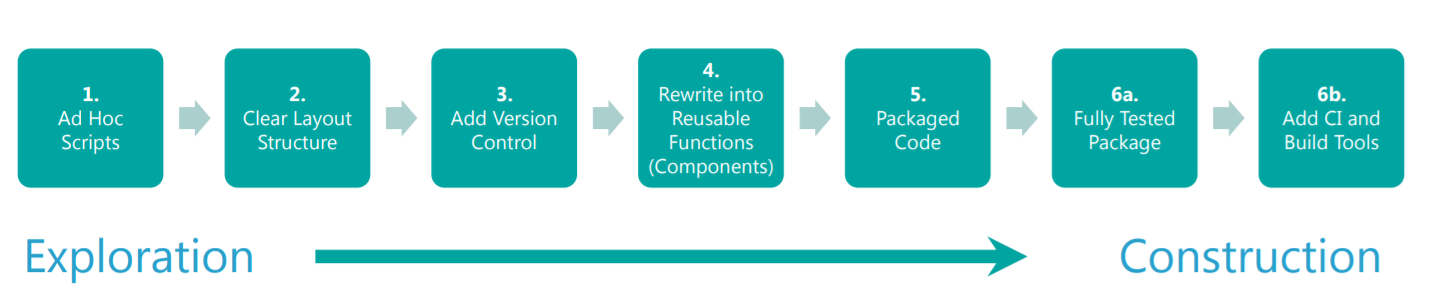 1.
Ad Hoc
Scripts
2.
Clear Layout
Structure
3.
Add Version
Control
4.
Rewrite into
Reusable
Functions
(Components)
5.
Packaged
Code
6a.
Fully Tested
Package
6b.
Add CI and
Build Tools
Exploration
Construction